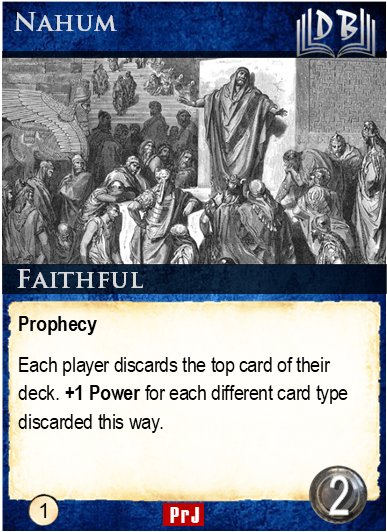 Nahum
DB
Faithful
Prophecy
Each player discards the top card of their
deck. +1 Power for each different card type
discarded this way.
1
PrJ
2